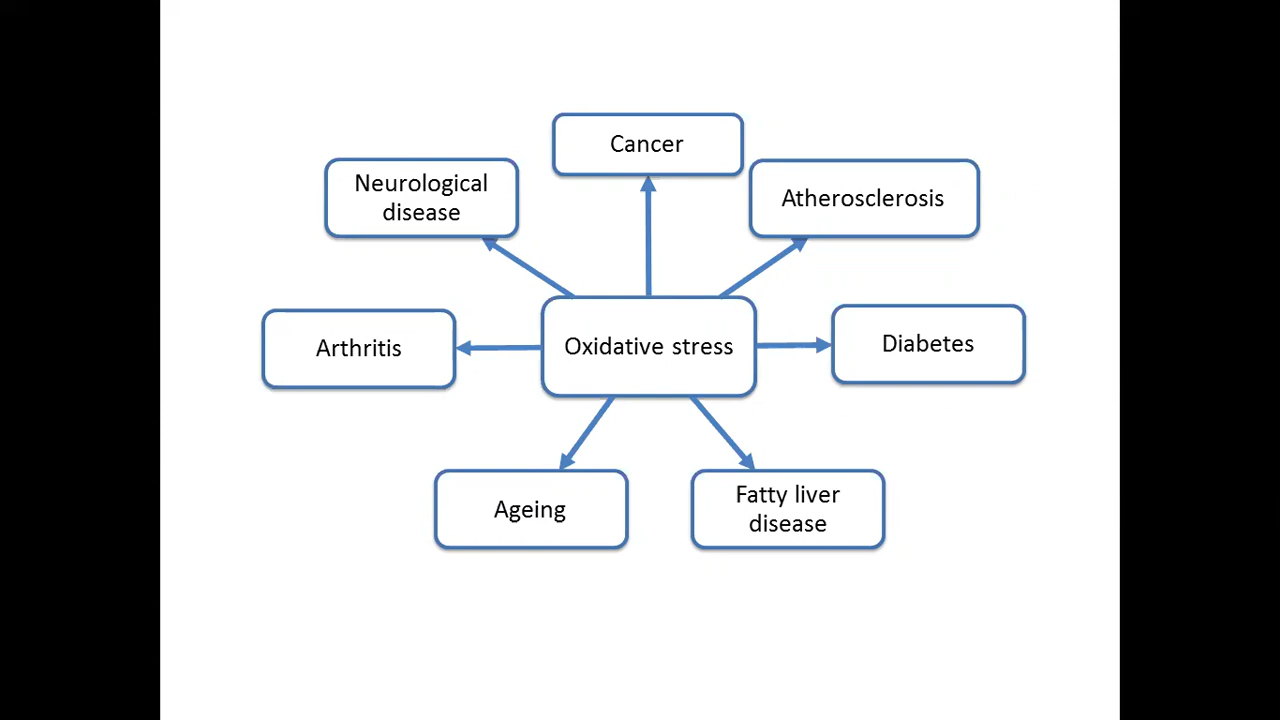 Cancer
Neurological
disease
Atherosclerosis
Arthritis
Oxidative stress
Diabetes
Ageing
Fatty liver
disease